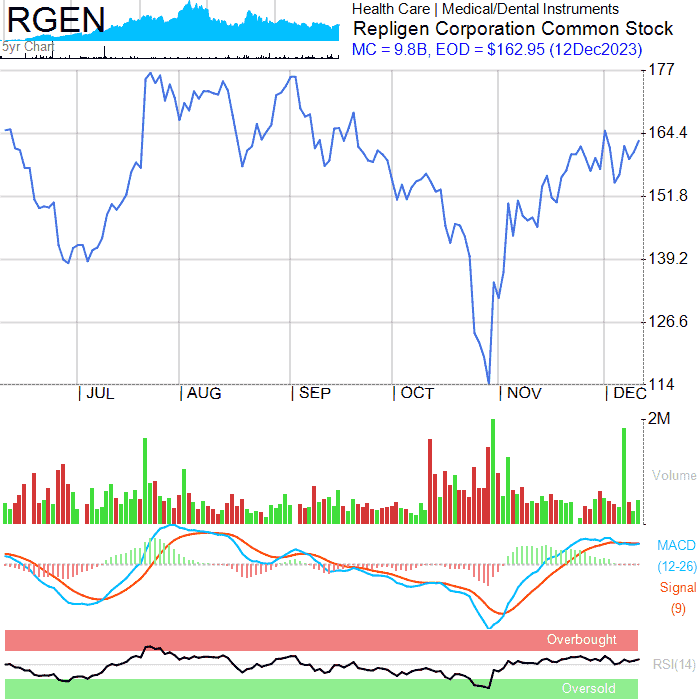 RGEN
5yr Chart
Health Care | Medical/Dental Instruments
Repligen Corporation Common Stock
MC = 9.8B, EOD = $162.95 (12Dec2023)
177
164.4
151.8
139.2
126.6
114
JUL AUG SEP OCT NOV DEC
2M
Volume
MACD
(12-26)
Signal
(9)
Overbought
RSI(14)
Oversold